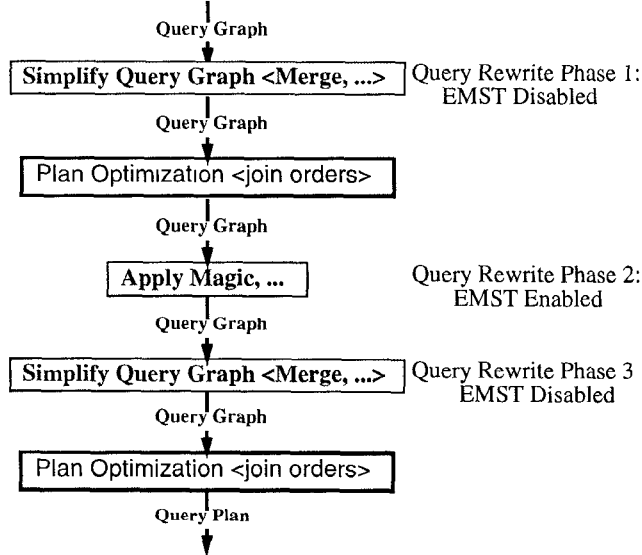 Query Graph
Simplify Query Graph <Merge, ...>
Query Rewrite Phase 1:
EMST Disabled
Query Graph
Plan Optimization <join orders>
Query Graph
Apply Magic, ...
Query Rewrite Phase 2:
EMST Enabled
Query Graph
Simplify Query Graph <Merge, ...>
Query Rewrite Phase 3
EMST Disabled
Query Graph
Plan Optimization <join orders>
Query Plan